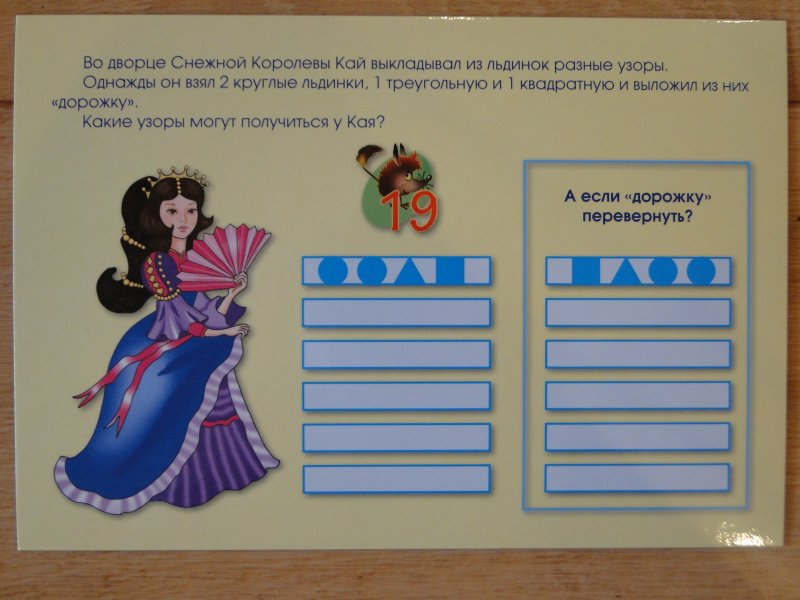 Во дворце Снежной Королевы Кай выкладывал из льдинок разные узоры.
Однажды он взял 2 круглые льдинки, 1 треугольную и 1 квадратную и выложил из них
«дорожку».
Какие узоры могут получиться у Кая?
19
А если «дорожку»
перевернуть?